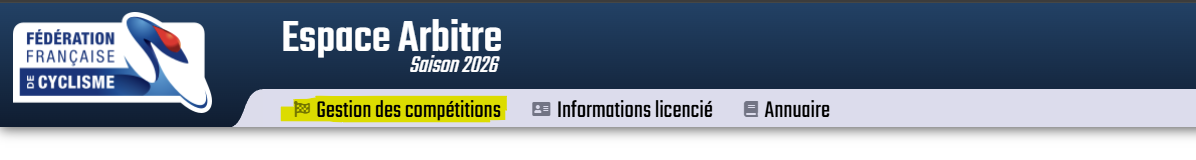 FÉDÉRATION
FRANÇAISE
DE CYCLISME
Espace Arbitre
Saison 2026
Gestion des compétitions Informations licencié Annuaire